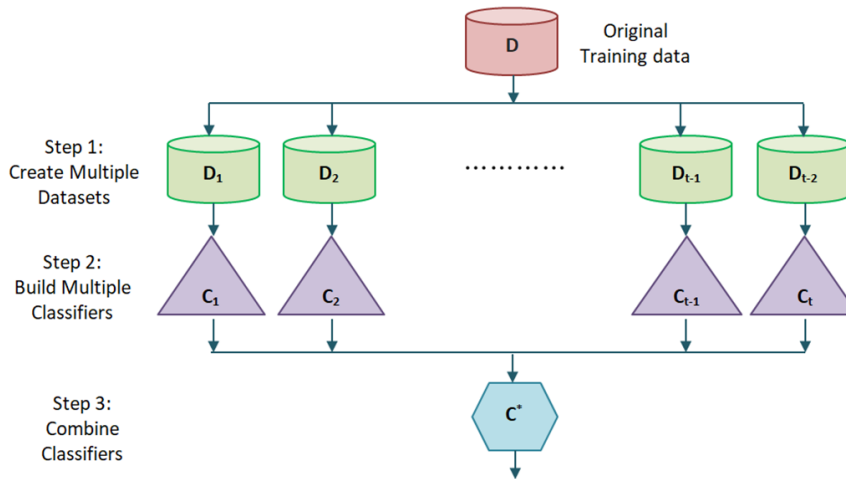 D
Original
Training data
Step 1:
Create Multiple
Datasets
D₁
D₂
............
Dₜ₋₁
Dₜ₋₂
Step 2:
Build Multiple
Classifiers
C₁
C₂
Cₜ₋₁
Cₜ
Step 3:
Combine
Classifiers
C*